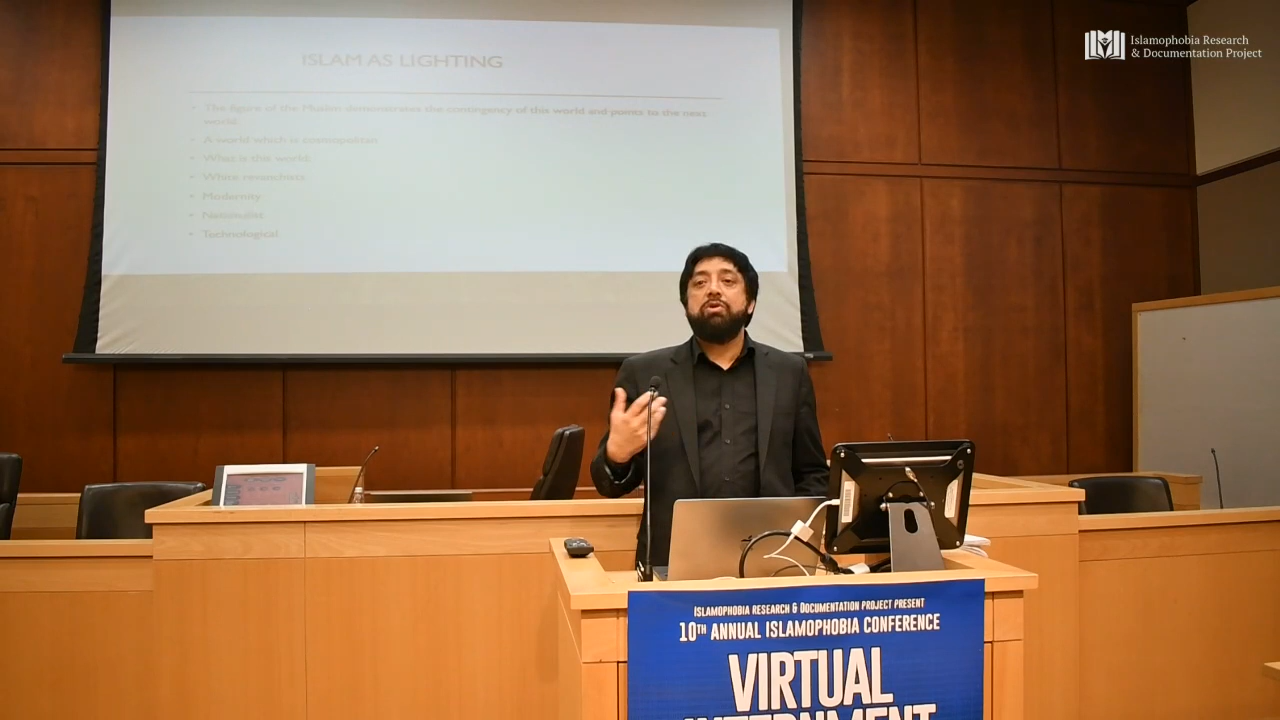 Islamophobia Research
& Documentation Project
ISLAM AS LIGHTING
• The figure of the Muslim demonstrates the contingency of this world and points to the next
world.
• A world which is cosmopolitan
• What is this world:
• White revanchists
• Modernity
• Nationalist
• Technological
ISLAMOPHOBIA RESEARCH & DOCUMENTATION PROJECT PRESENT
10TH ANNUAL ISLAMOPHOBIA CONFERENCE
VIRTUAL
INTERNMENT